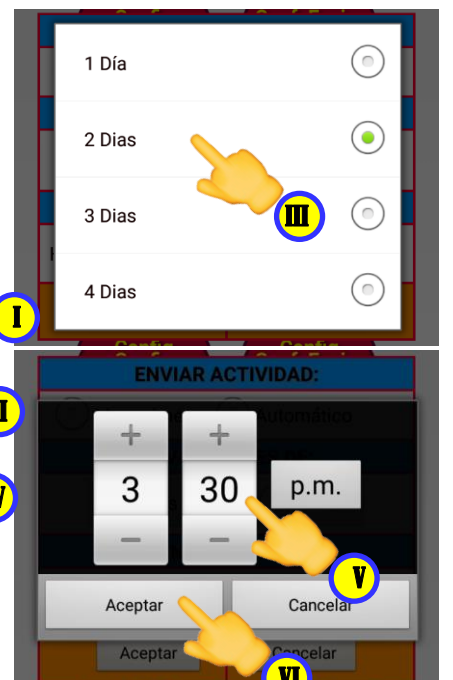 1 Día
2 Dias
III
3 Dias
4 Dias
I
ENVIAR ACTIVIDAD:
Automático
3 30 p.m.
V
Aceptar Cancelar
Aceptar Cancelar
VI